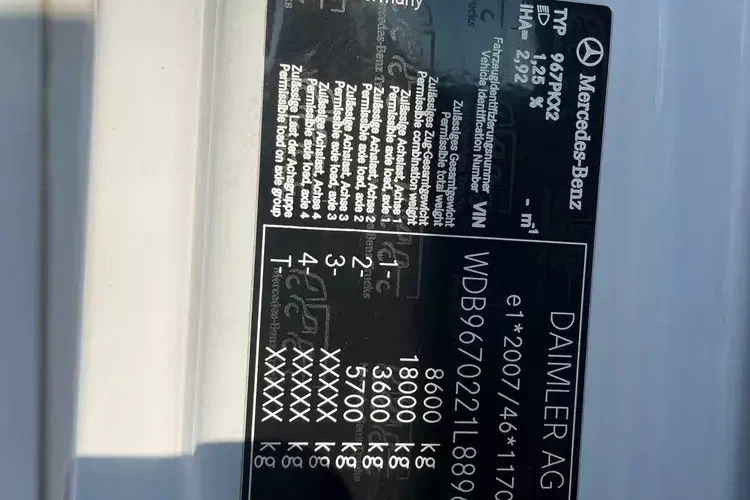 Mercedes-Benz
TYP 967PKX2
1,25 %
IHA= 2,92 - m⁻¹
DAIMLER AG
e1*2007/46*1170
Fahrzeugidentifizierungsnummer
Vehicle Identification Number VIN WDB9670221L889
Zulässiges Gesamtgewicht
Permissible total weight 8600 kg
Zulässiges Zug-Gesamtgewicht
Permissible combination weight 18000 kg
Zulässige Achslast, Achse 1
Permissible axle load, axle 1 1- 3600 kg
Zulässige Achslast, Achse 2
Permissible axle load, axle 2 2- 5700 kg
Zulässige Achslast, Achse 3
Permissible axle load, axle 3 3- XXXXX kg
Zulässige Achslast, Achse 4
Permissible axle load, axle 4 4- XXXXX kg
Zulässige Last der Achsgruppe
Permissible load on axle group T- XXXXX kg